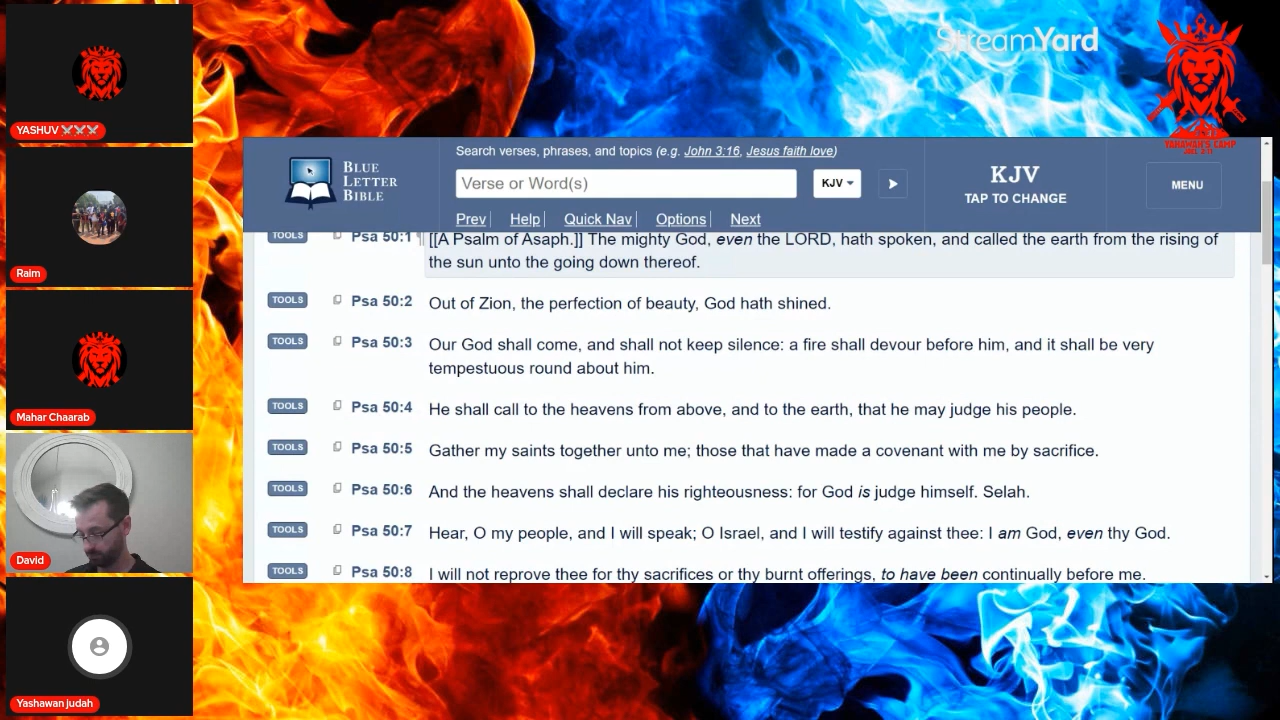 YASHUV ⚔⚔⚔
Raim
Mahar Chaarab
David
Yashawan judah
StreamYard
YAHAWAH'S CAMP
JOEL 2:11
BLUE
LETTER
BIBLE
Search verses, phrases, and topics (e.g. John 3:16, Jesus faith love)
Verse or Word(s)
KJV
Prev Help Quick Nav Options Next
KJV
TAP TO CHANGE
MENU
TOOLS Psa 50:1 ¶ [[A Psalm of Asaph.]] The mighty God, even the LORD, hath spoken, and called the earth from the rising of
the sun unto the going down thereof.
TOOLS Psa 50:2 Out of Zion, the perfection of beauty, God hath shined.
TOOLS Psa 50:3 Our God shall come, and shall not keep silence: a fire shall devour before him, and it shall be very
tempestuous round about him.
TOOLS Psa 50:4 He shall call to the heavens from above, and to the earth, that he may judge his people.
TOOLS Psa 50:5 Gather my saints together unto me; those that have made a covenant with me by sacrifice.
TOOLS Psa 50:6 And the heavens shall declare his righteousness: for God is judge himself. Selah.
TOOLS Psa 50:7 Hear, O my people, and I will speak; O Israel, and I will testify against thee: I am God, even thy God.
TOOLS Psa 50:8 I will not reprove thee for thy sacrifices or thy burnt offerings, to have been continually before me.